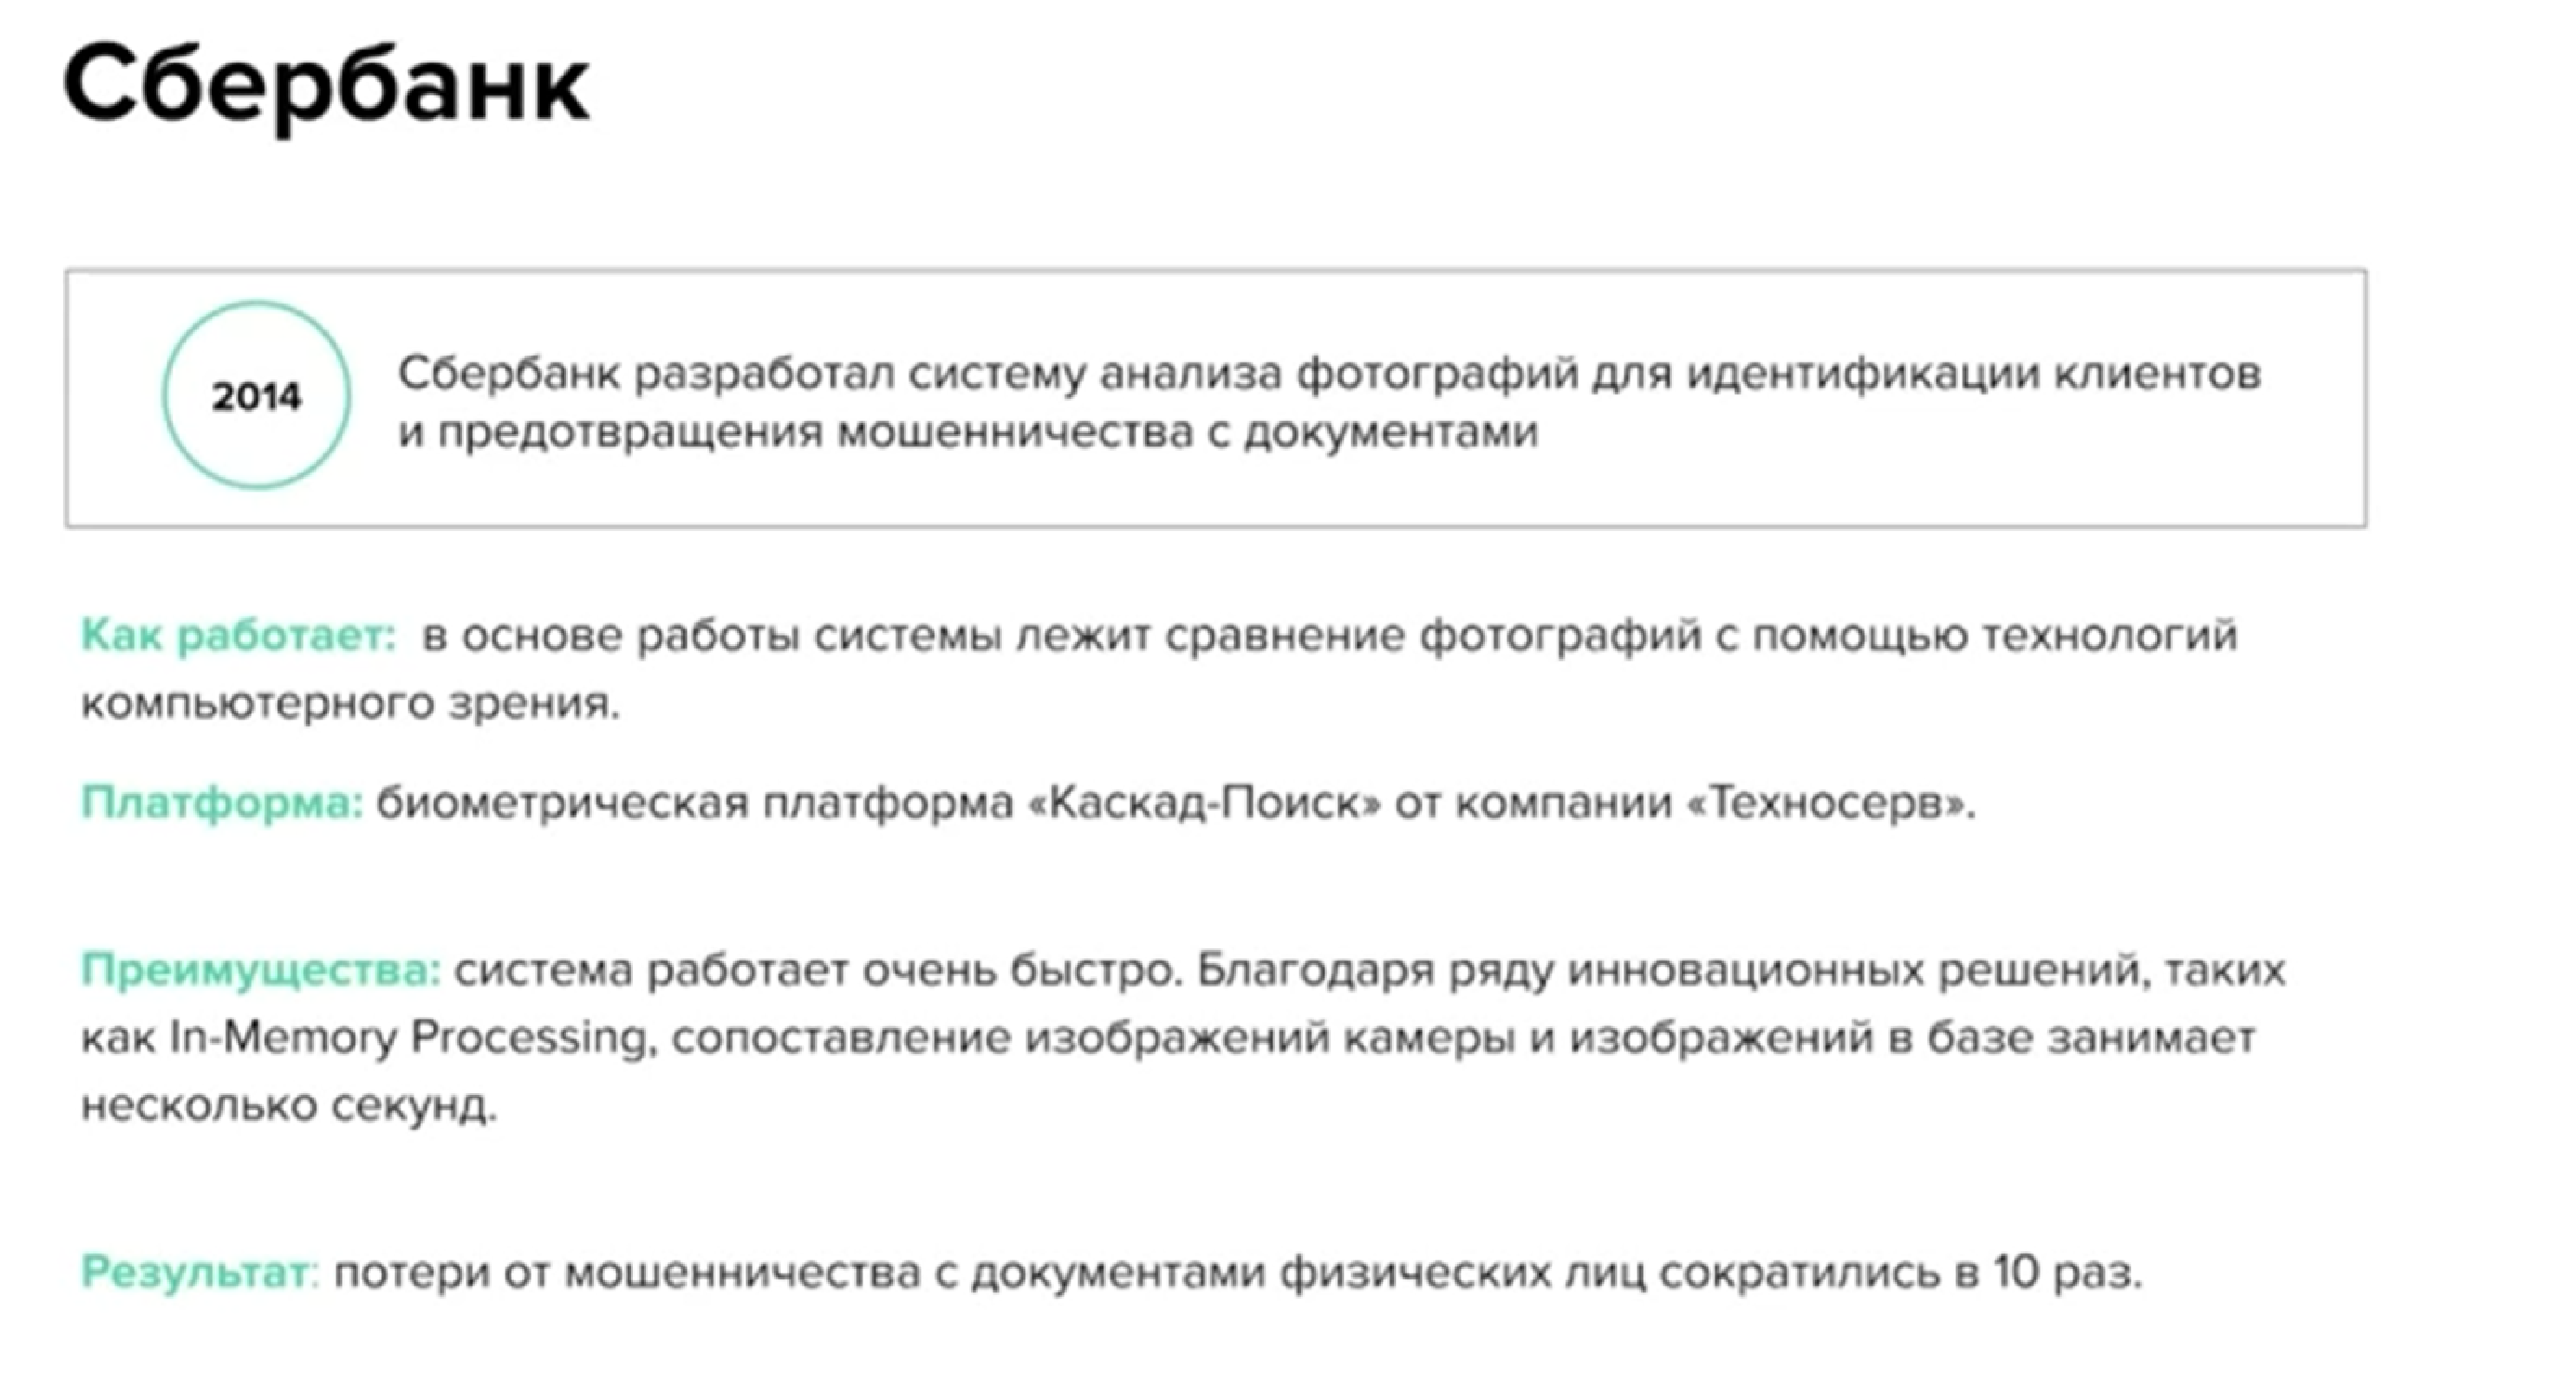 Сбербанк
2014
Сбербанк разработал систему анализа фотографий для идентификации клиентов
и предотвращения мошенничества с документами
Как работает: в основе работы системы лежит сравнение фотографий с помощью технологий
компьютерного зрения.
Платформа: биометрическая платформа «Каскад-Поиск» от компании «Техносерв».
Преимущества: система работает очень быстро. Благодаря ряду инновационных решений, таких
как In-Memory Processing, сопоставление изображений камеры и изображений в базе занимает
несколько секунд.
Результат: потери от мошенничества с документами физических лиц сократились в 10 раз.